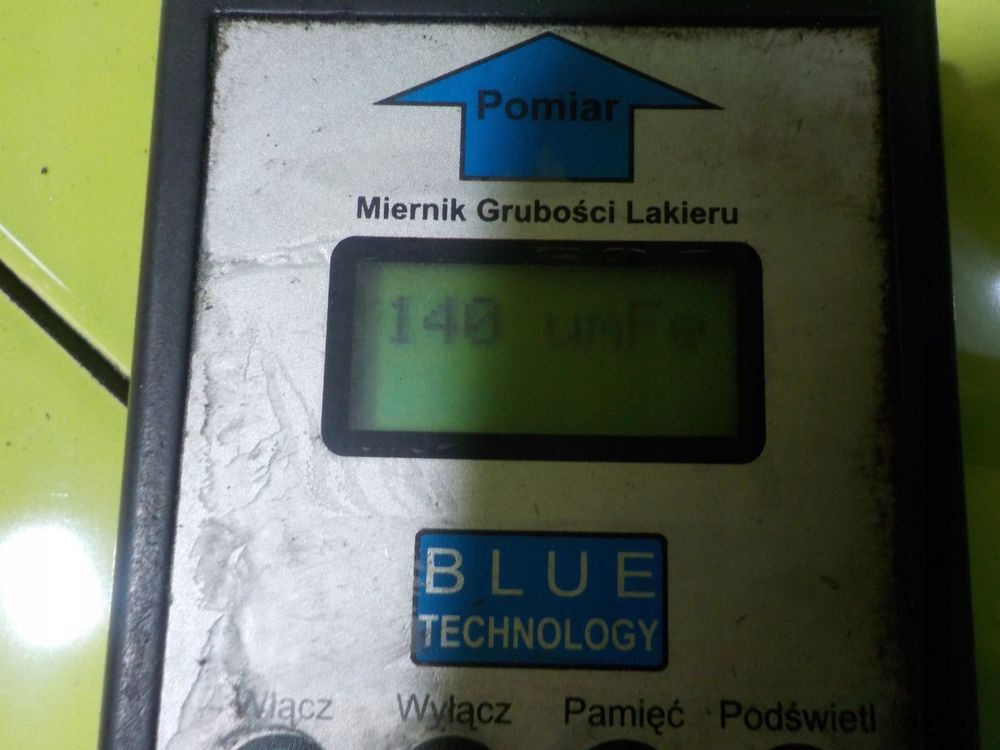 Pomiar
Miernik Grubości Lakieru
140 umFe
BLUE
TECHNOLOGY
Włącz Wyłącz Pamięć Podświetl